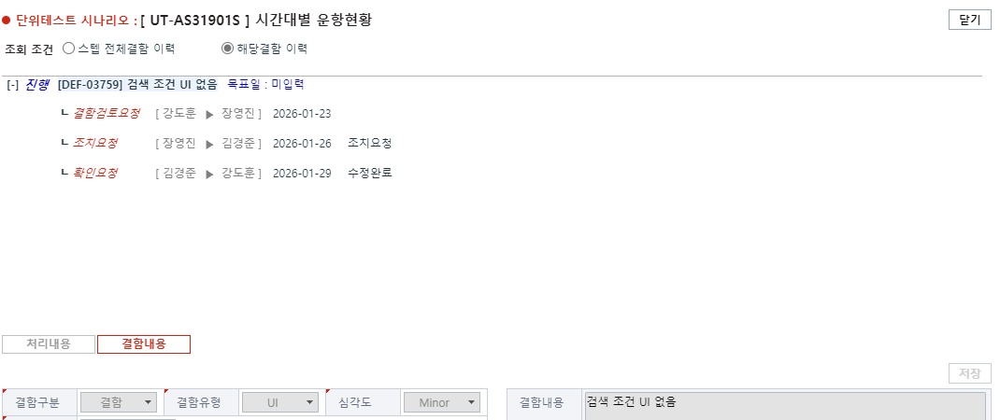 단위테스트 시나리오 : [ UT-AS31901S ] 시간대별 운항현황 닫기
조회 조건 스텝 전체결함 이력 해당결함 이력
[-] 진행 [DEF-03759] 검색 조건 UI 없음 목표일 : 미입력
ㄴ 결함검토요청 [ 강도훈 ▶ 장영진 ] 2026-01-23
ㄴ 조치요청 [ 장영진 ▶ 김경준 ] 2026-01-26 조치요청
ㄴ 확인요청 [ 김경준 ▶ 강도훈 ] 2026-01-29 수정완료
처리내용 결함내용
저장
결함구분 결함 결함유형 UI 심각도 Minor 결함내용 검색 조건 UI 없음